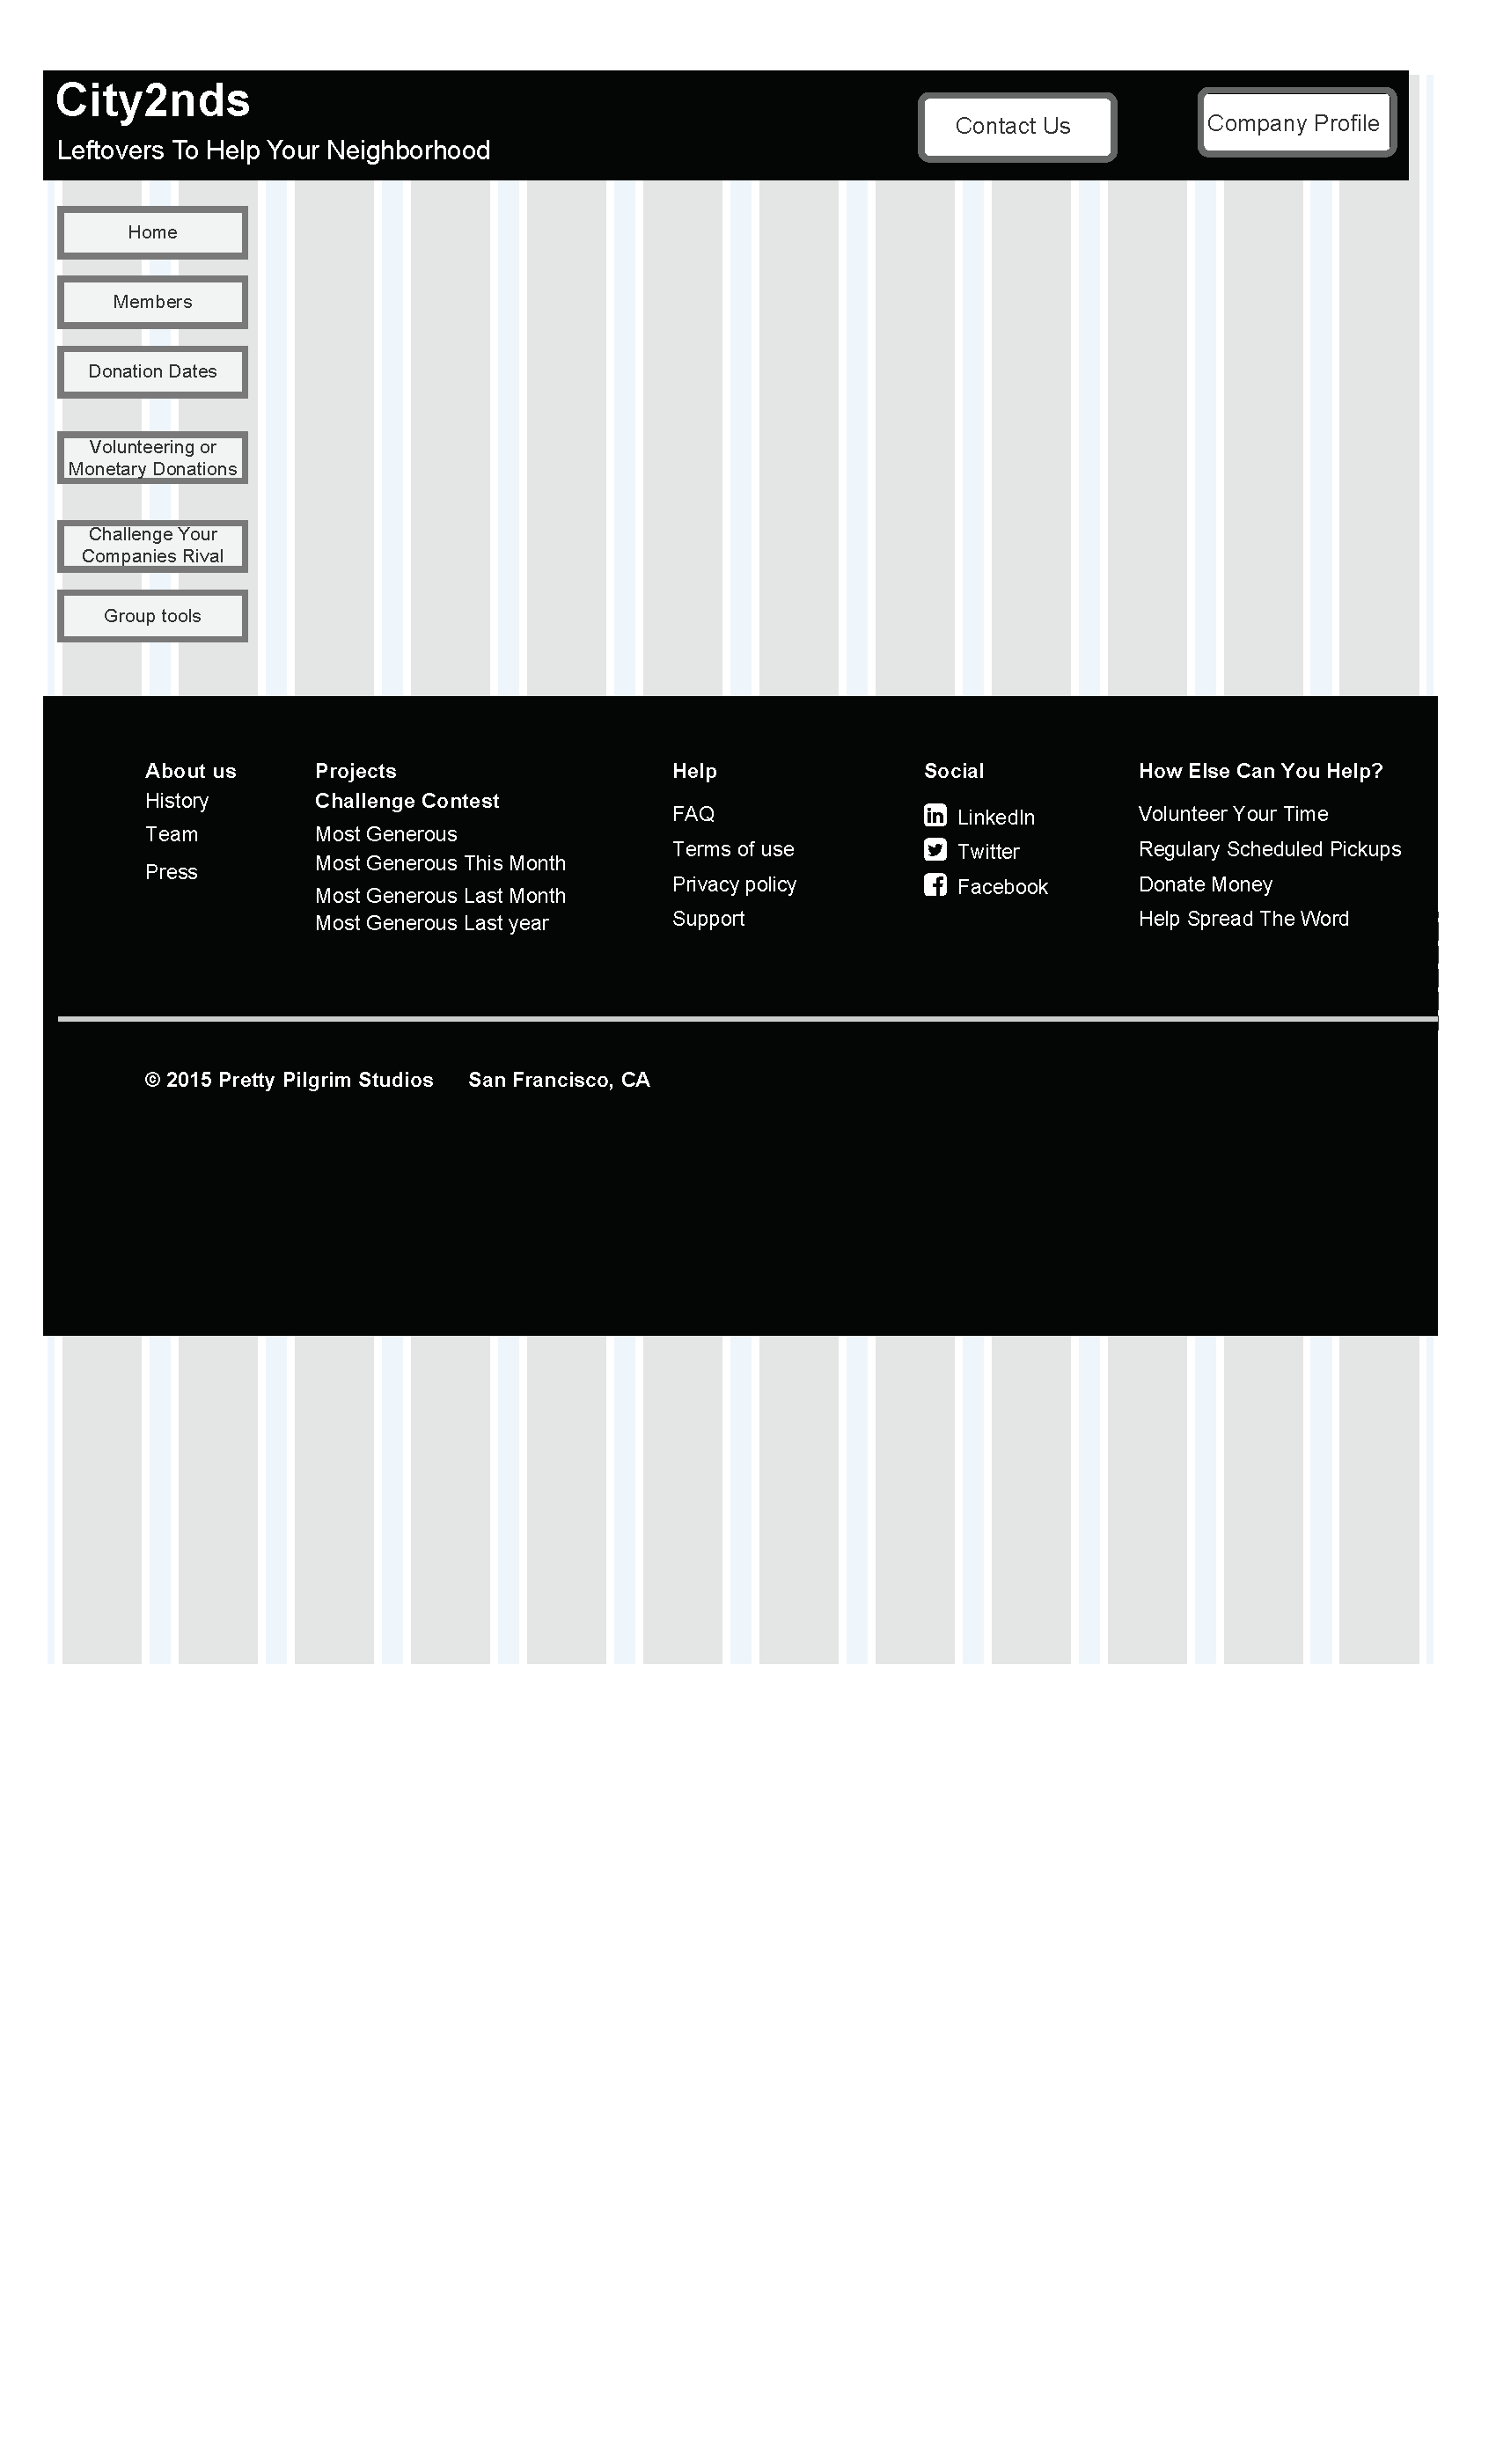 City2nds
Leftovers To Help Your Neighborhood
Contact Us
Company Profile
Home
Members
Donation Dates
Volunteering or
Monetary Donations
Challenge Your
Companies Rival
Group tools
About us
History
Team
Press
Projects
Challenge Contest
Most Generous
Most Generous This Month
Most Generous Last Month
Most Generous Last year
Help
FAQ
Terms of use
Privacy policy
Support
Social
LinkedIn
Twitter
Facebook
How Else Can You Help?
Volunteer Your Time
Regulary Scheduled Pickups
Donate Money
Help Spread The Word
© 2015 Pretty Pilgrim Studios San Francisco, CA